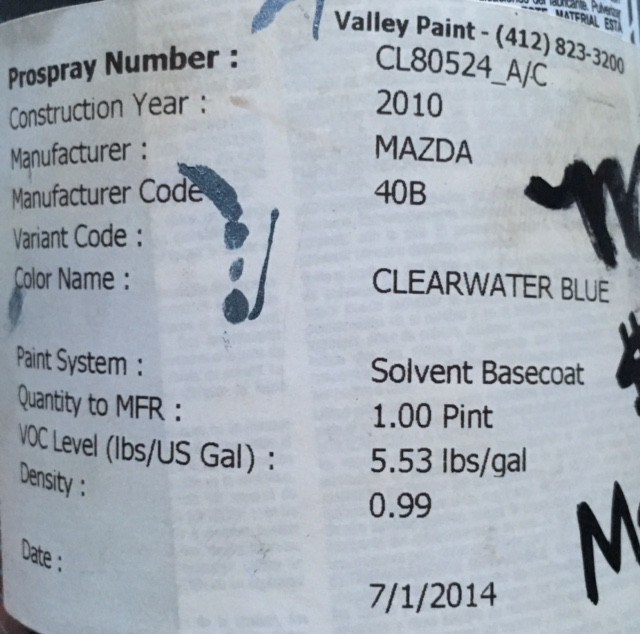 Valley Paint - (412) 823-3200
MATERIAL ESTÁ
Prospray Number : CL80524_A/C
Construction Year : 2010
Manufacturer : MAZDA
Manufacturer Code 40B
Variant Code :
Color Name : CLEARWATER BLUE
Paint System : Solvent Basecoat
Quantity to MFR : 1.00 Pint
VOC Level (lbs/US Gal) : 5.53 lbs/gal
Density : 0.99
Date : 7/1/2014